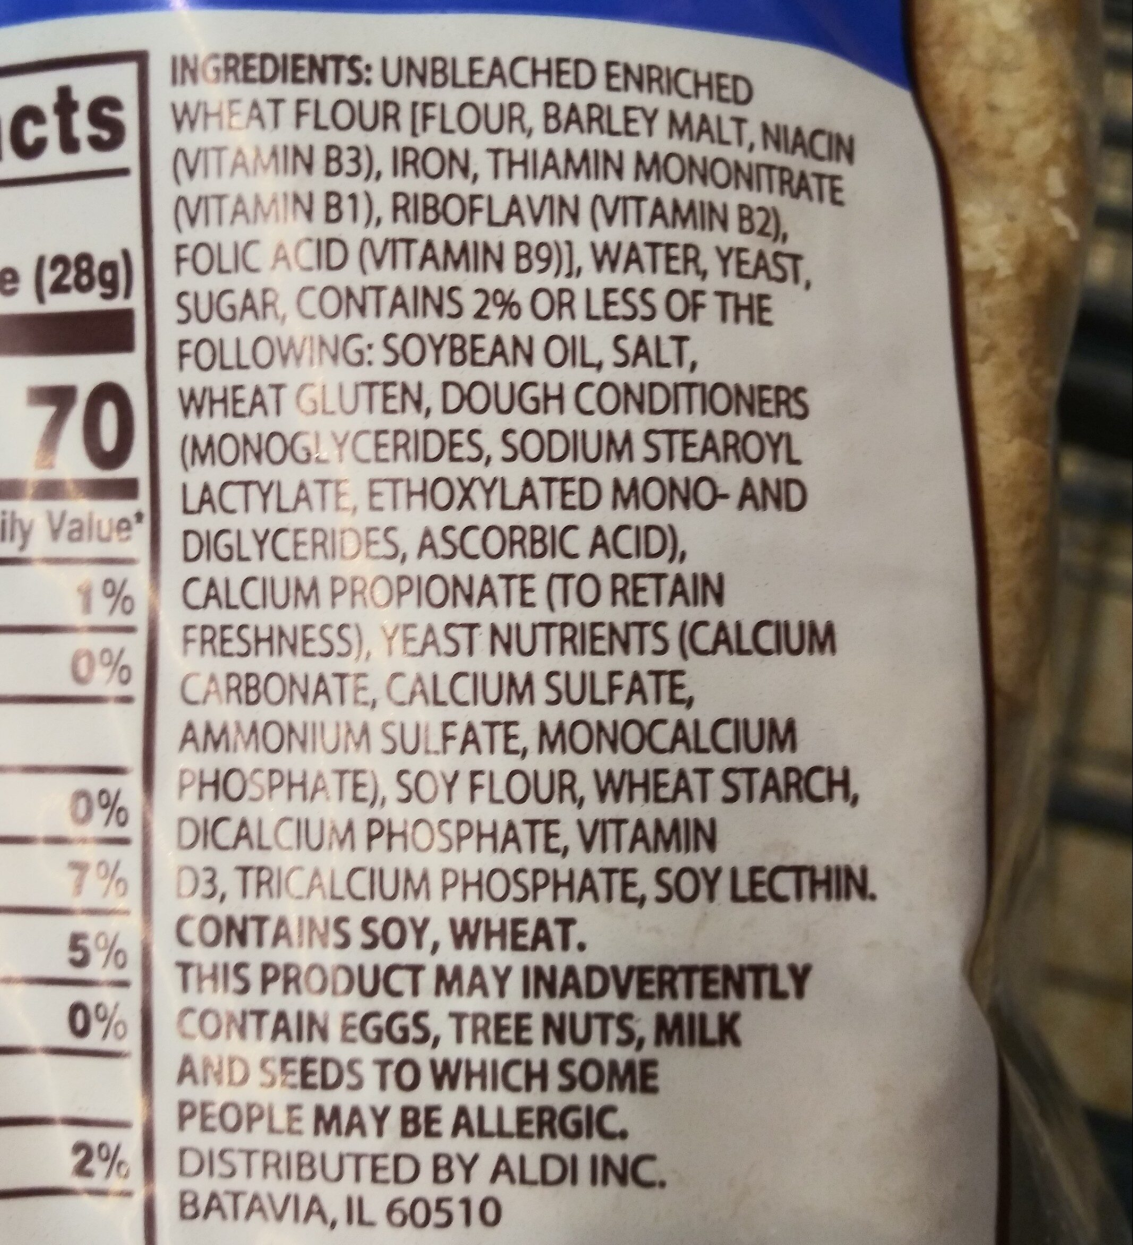 cts
e (28g)
70
ily Value*
1%
0%
0%
7%
5%
0%
2%
INGREDIENTS: UNBLEACHED ENRICHED
WHEAT FLOUR [FLOUR, BARLEY MALT, NIACIN
(VITAMIN B3), IRON, THIAMIN MONONITRATE
(VITAMIN B1), RIBOFLAVIN (VITAMIN B2),
FOLIC ACID (VITAMIN B9)], WATER, YEAST,
SUGAR, CONTAINS 2% OR LESS OF THE
FOLLOWING: SOYBEAN OIL, SALT,
WHEAT GLUTEN, DOUGH CONDITIONERS
(MONOGLYCERIDES, SODIUM STEAROYL
LACTYLATE, ETHOXYLATED MONO- AND
DIGLYCERIDES, ASCORBIC ACID),
CALCIUM PROPIONATE (TO RETAIN
FRESHNESS), YEAST NUTRIENTS (CALCIUM
CARBONATE, CALCIUM SULFATE,
AMMONIUM SULFATE, MONOCALCIUM
PHOSPHATE), SOY FLOUR, WHEAT STARCH,
DICALCIUM PHOSPHATE, VITAMIN
D3, TRICALCIUM PHOSPHATE, SOY LECTHIN.
CONTAINS SOY, WHEAT.
THIS PRODUCT MAY INADVERTENTLY
CONTAIN EGGS, TREE NUTS, MILK
AND SEEDS TO WHICH SOME
PEOPLE MAY BE ALLERGIC.
DISTRIBUTED BY ALDI INC.
BATAVIA, IL 60510